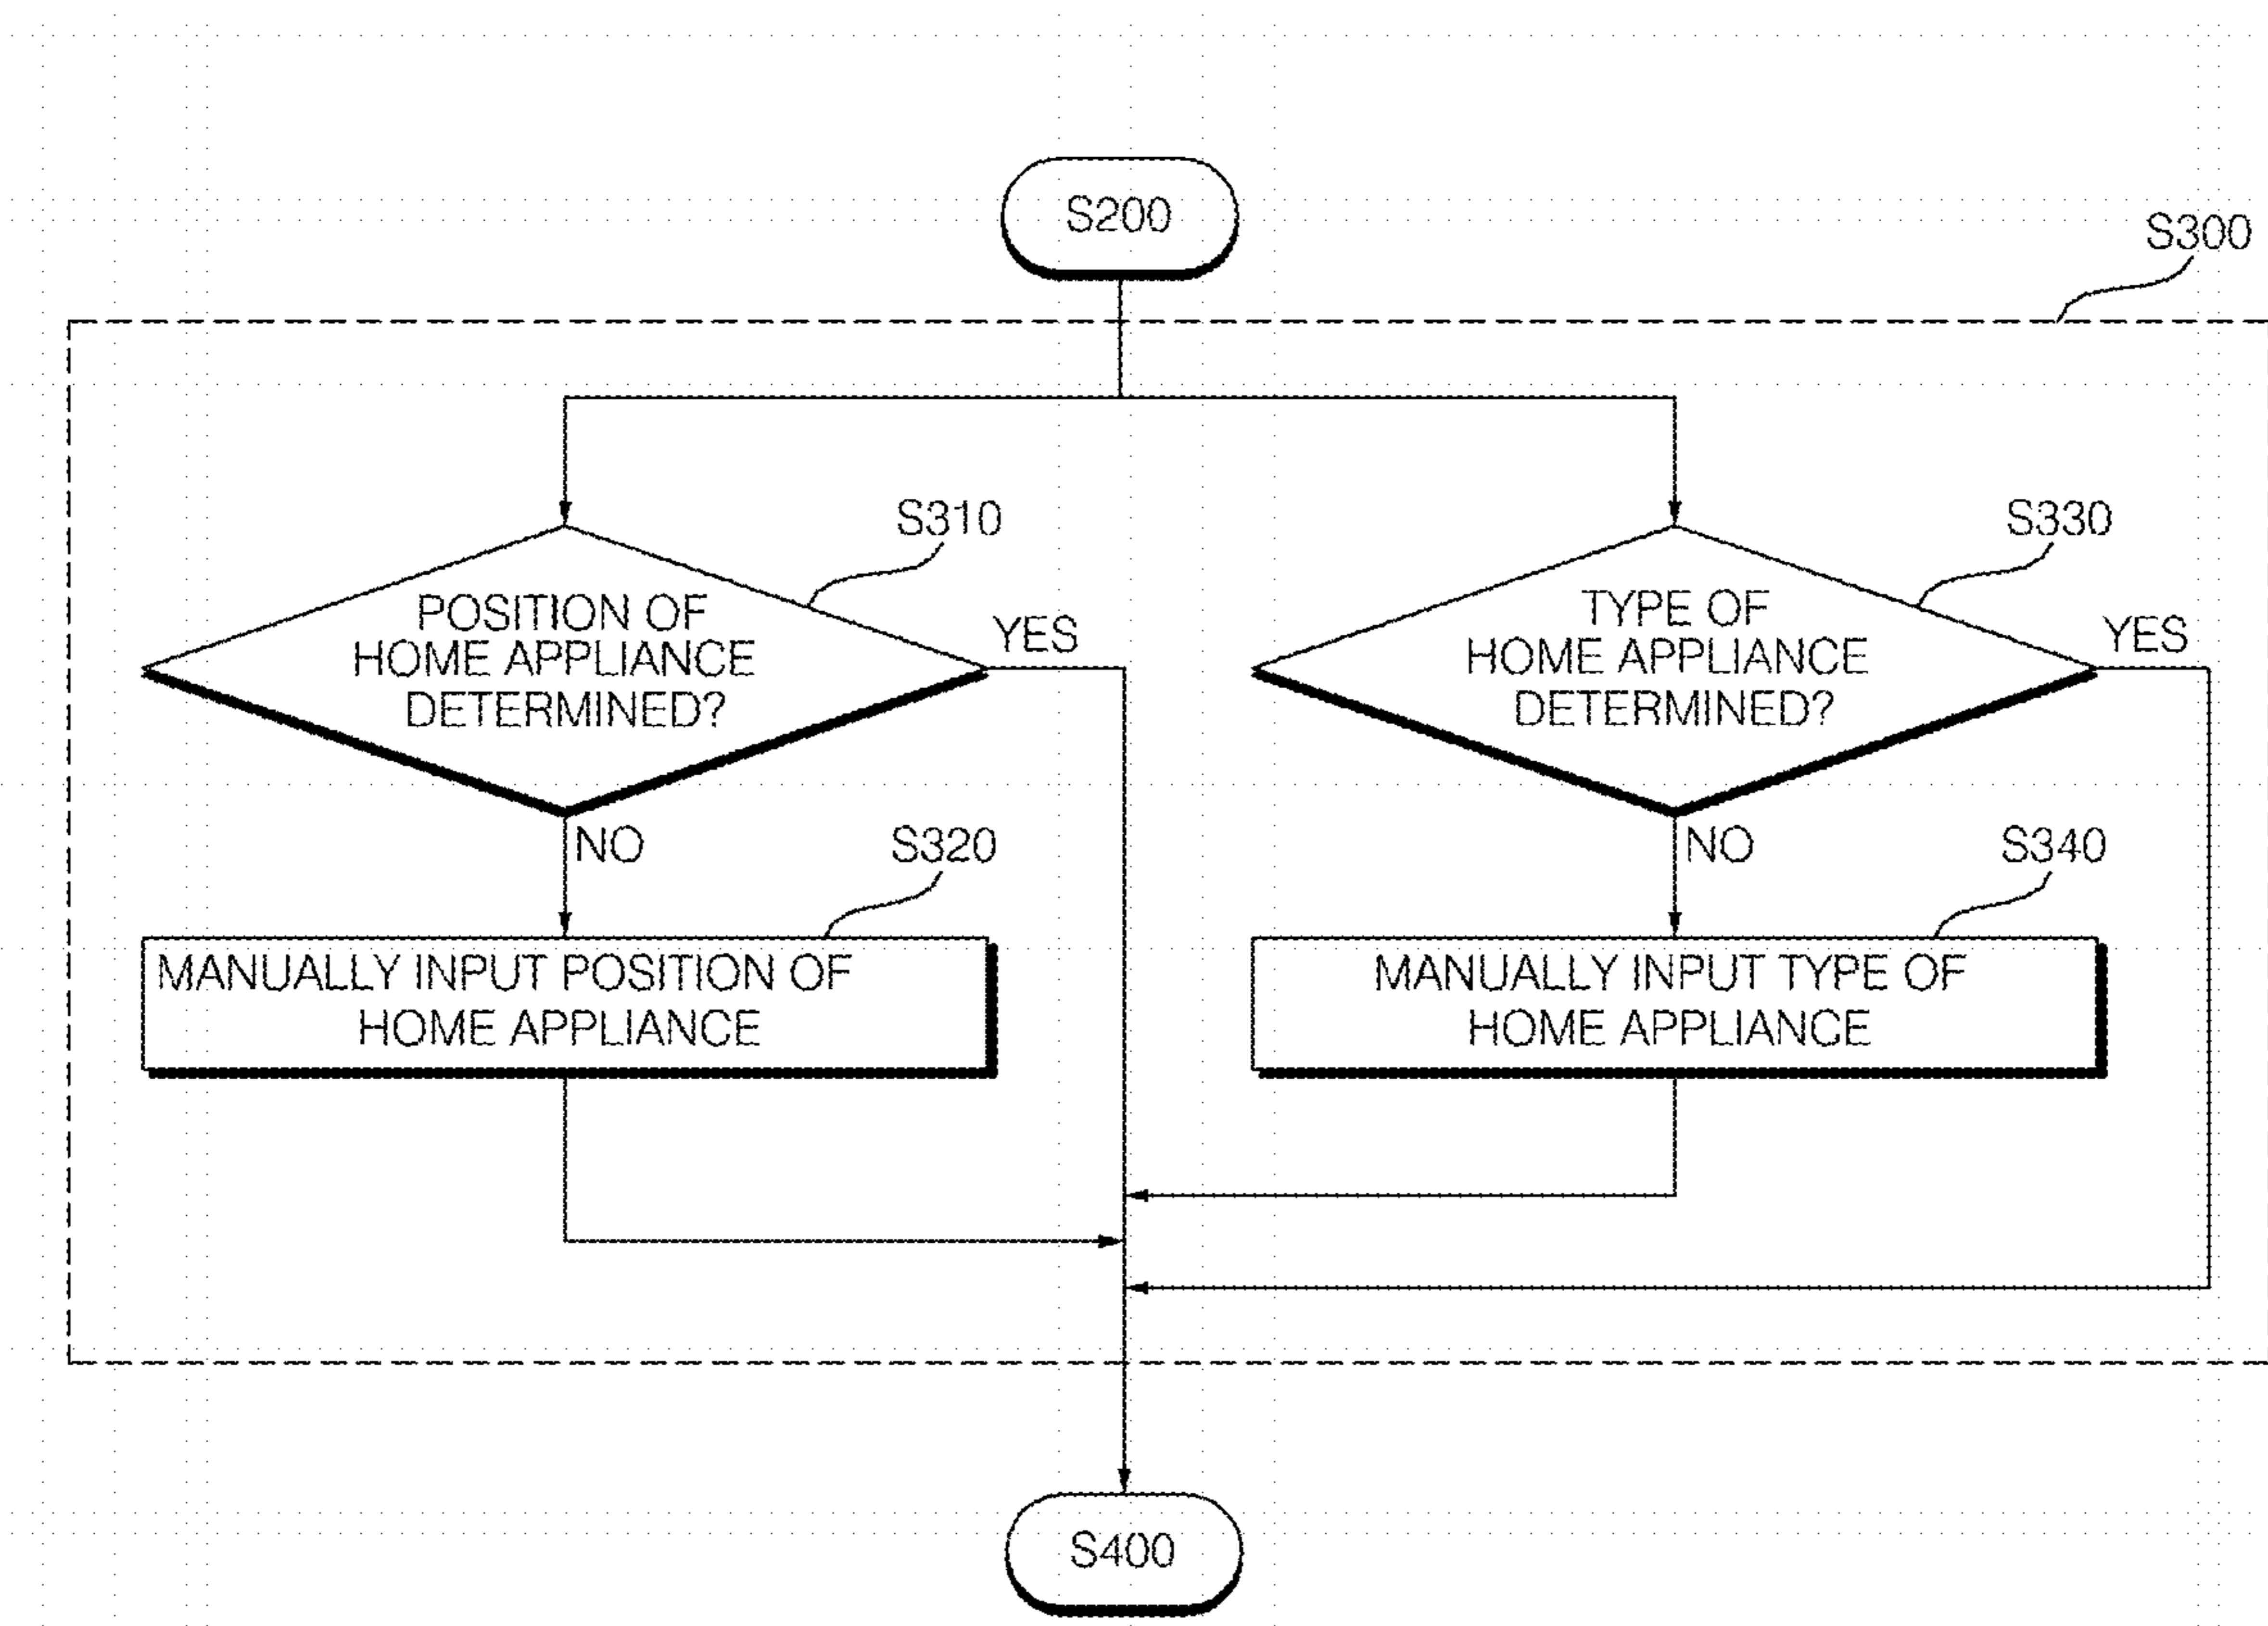 S200
S300
S310
POSITION OF
HOME APPLIANCE
DETERMINED?
YES
NO
S320
MANUALLY INPUT POSITION OF
HOME APPLIANCE
S330
TYPE OF
HOME APPLIANCE
DETERMINED?
YES
NO
S340
MANUALLY INPUT TYPE OF
HOME APPLIANCE
S400